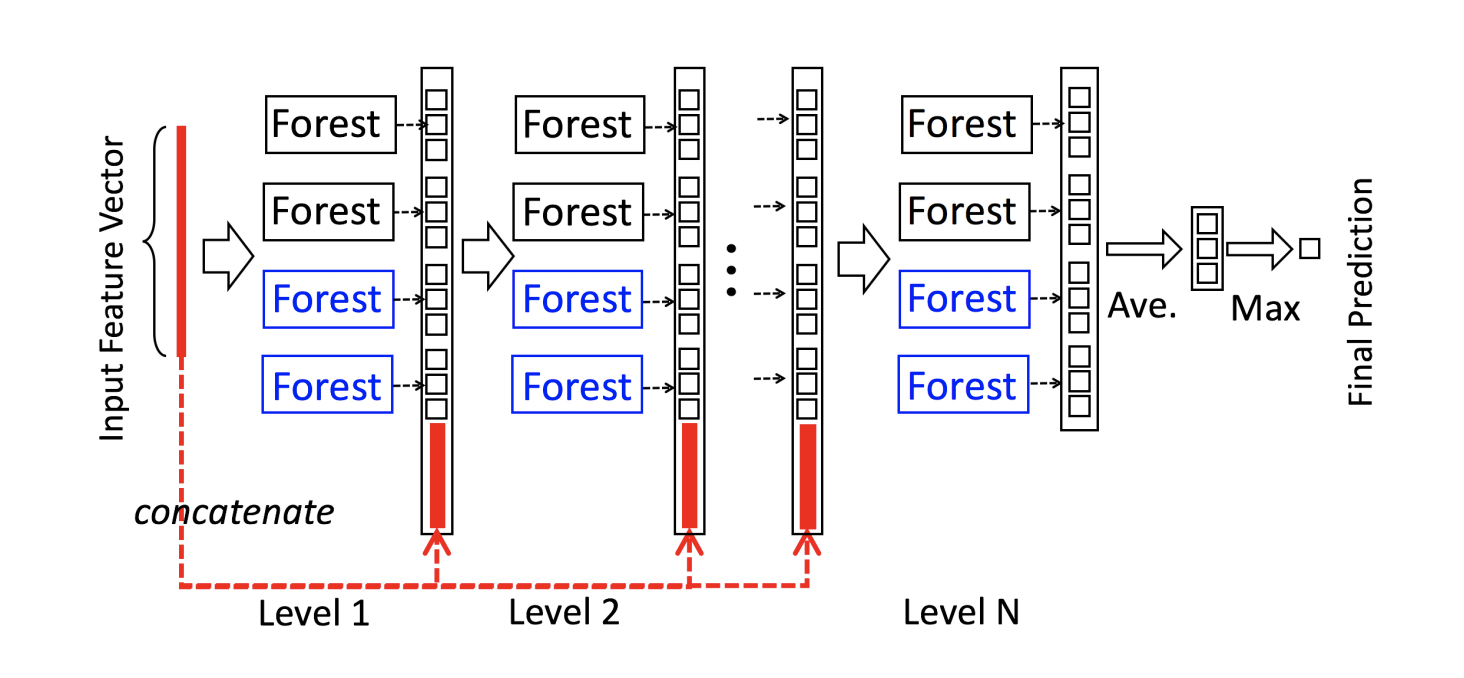 Input Feature Vector
Forest
Forest
Forest
Forest
Forest
Forest
Forest
Forest
Forest
Forest
Forest
Forest
Ave.
Max
Final Prediction
concatenate
Level 1
Level 2
Level N